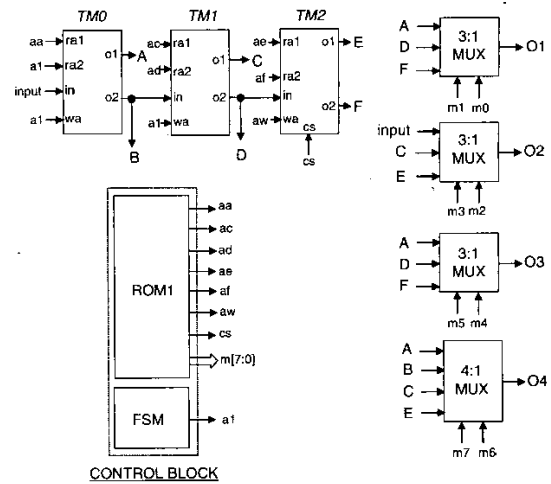 TM0
TM1
TM2
aa
ra1
o1
A
a1
ra2
input
in
o2
a1
wa
B
ac
ra1
o1
C
ad
ra2
in
o2
a1
wa
D
ae
ra1
o1
E
af
ra2
in
o2
F
aw
wa
cs
cs
A
D
F
3:1
MUX
O1
m1
m0
input
C
E
3:1
MUX
O2
m3
m2
A
D
F
3:1
MUX
O3
m5
m4
A
B
C
E
4:1
MUX
O4
m7
m6
ROM1
aa
ac
ad
ae
af
aw
cs
m[7:0]
FSM
a1
CONTROL BLOCK